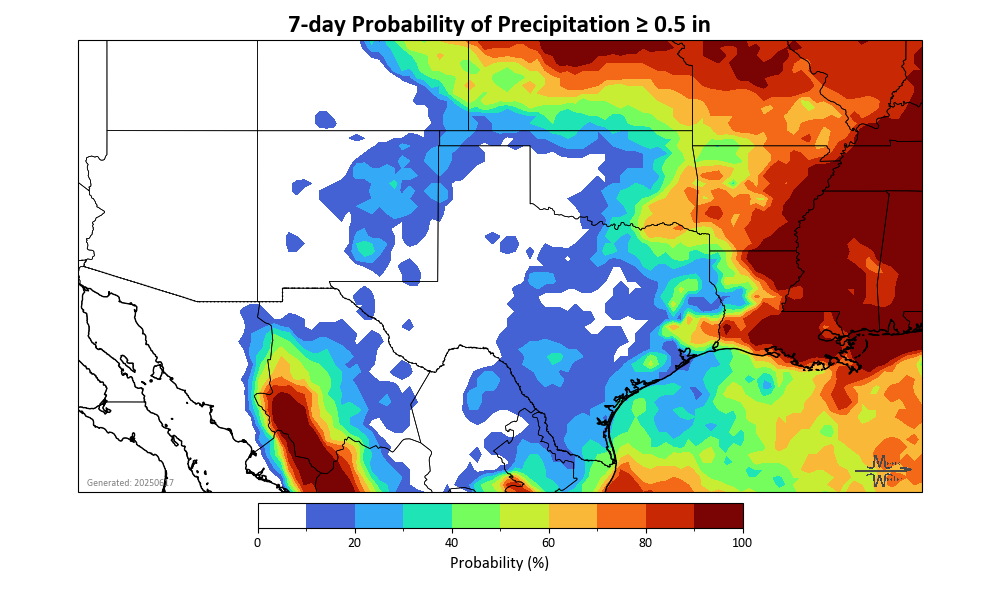 7-day Probability of Precipitation ≥ 0.5 in
Generated: 20250617
0 20 40 60 80 100
Probability (%)